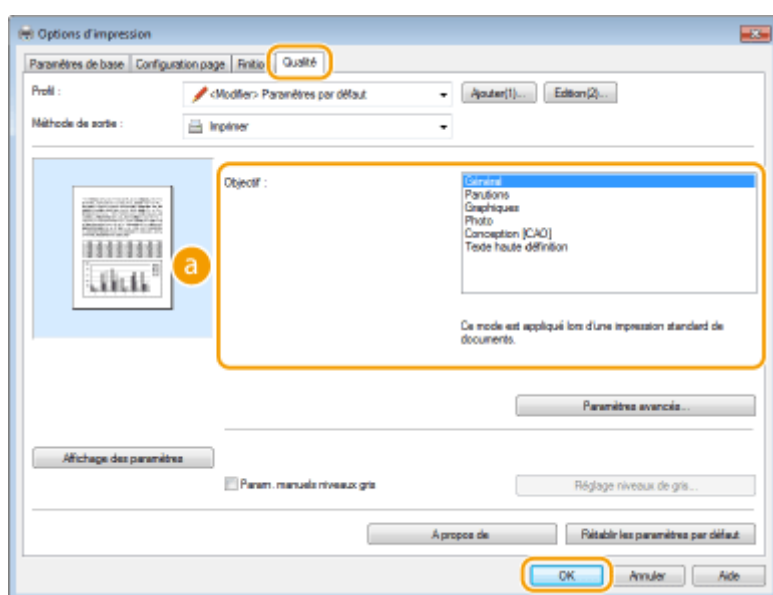 Options d'impression
Paramètres de base Configuration page Finitio Qualité
Profil : <Modifier> Paramètres par défaut Ajouter(1)... Edition(2)...
Méthode de sortie : Imprimer
Objectif :
Général
Parutions
Graphiques
Photo
Conception [CAO]
Texte haute définition
a
Ce mode est appliqué lors d'une impression standard de
documents.
Paramètres avancés...
Affichage des paramètres
Param. manuels niveaux gris Réglage niveaux de gris...
A propos de Rétablir les paramètres par défaut
OK Annuler Aide